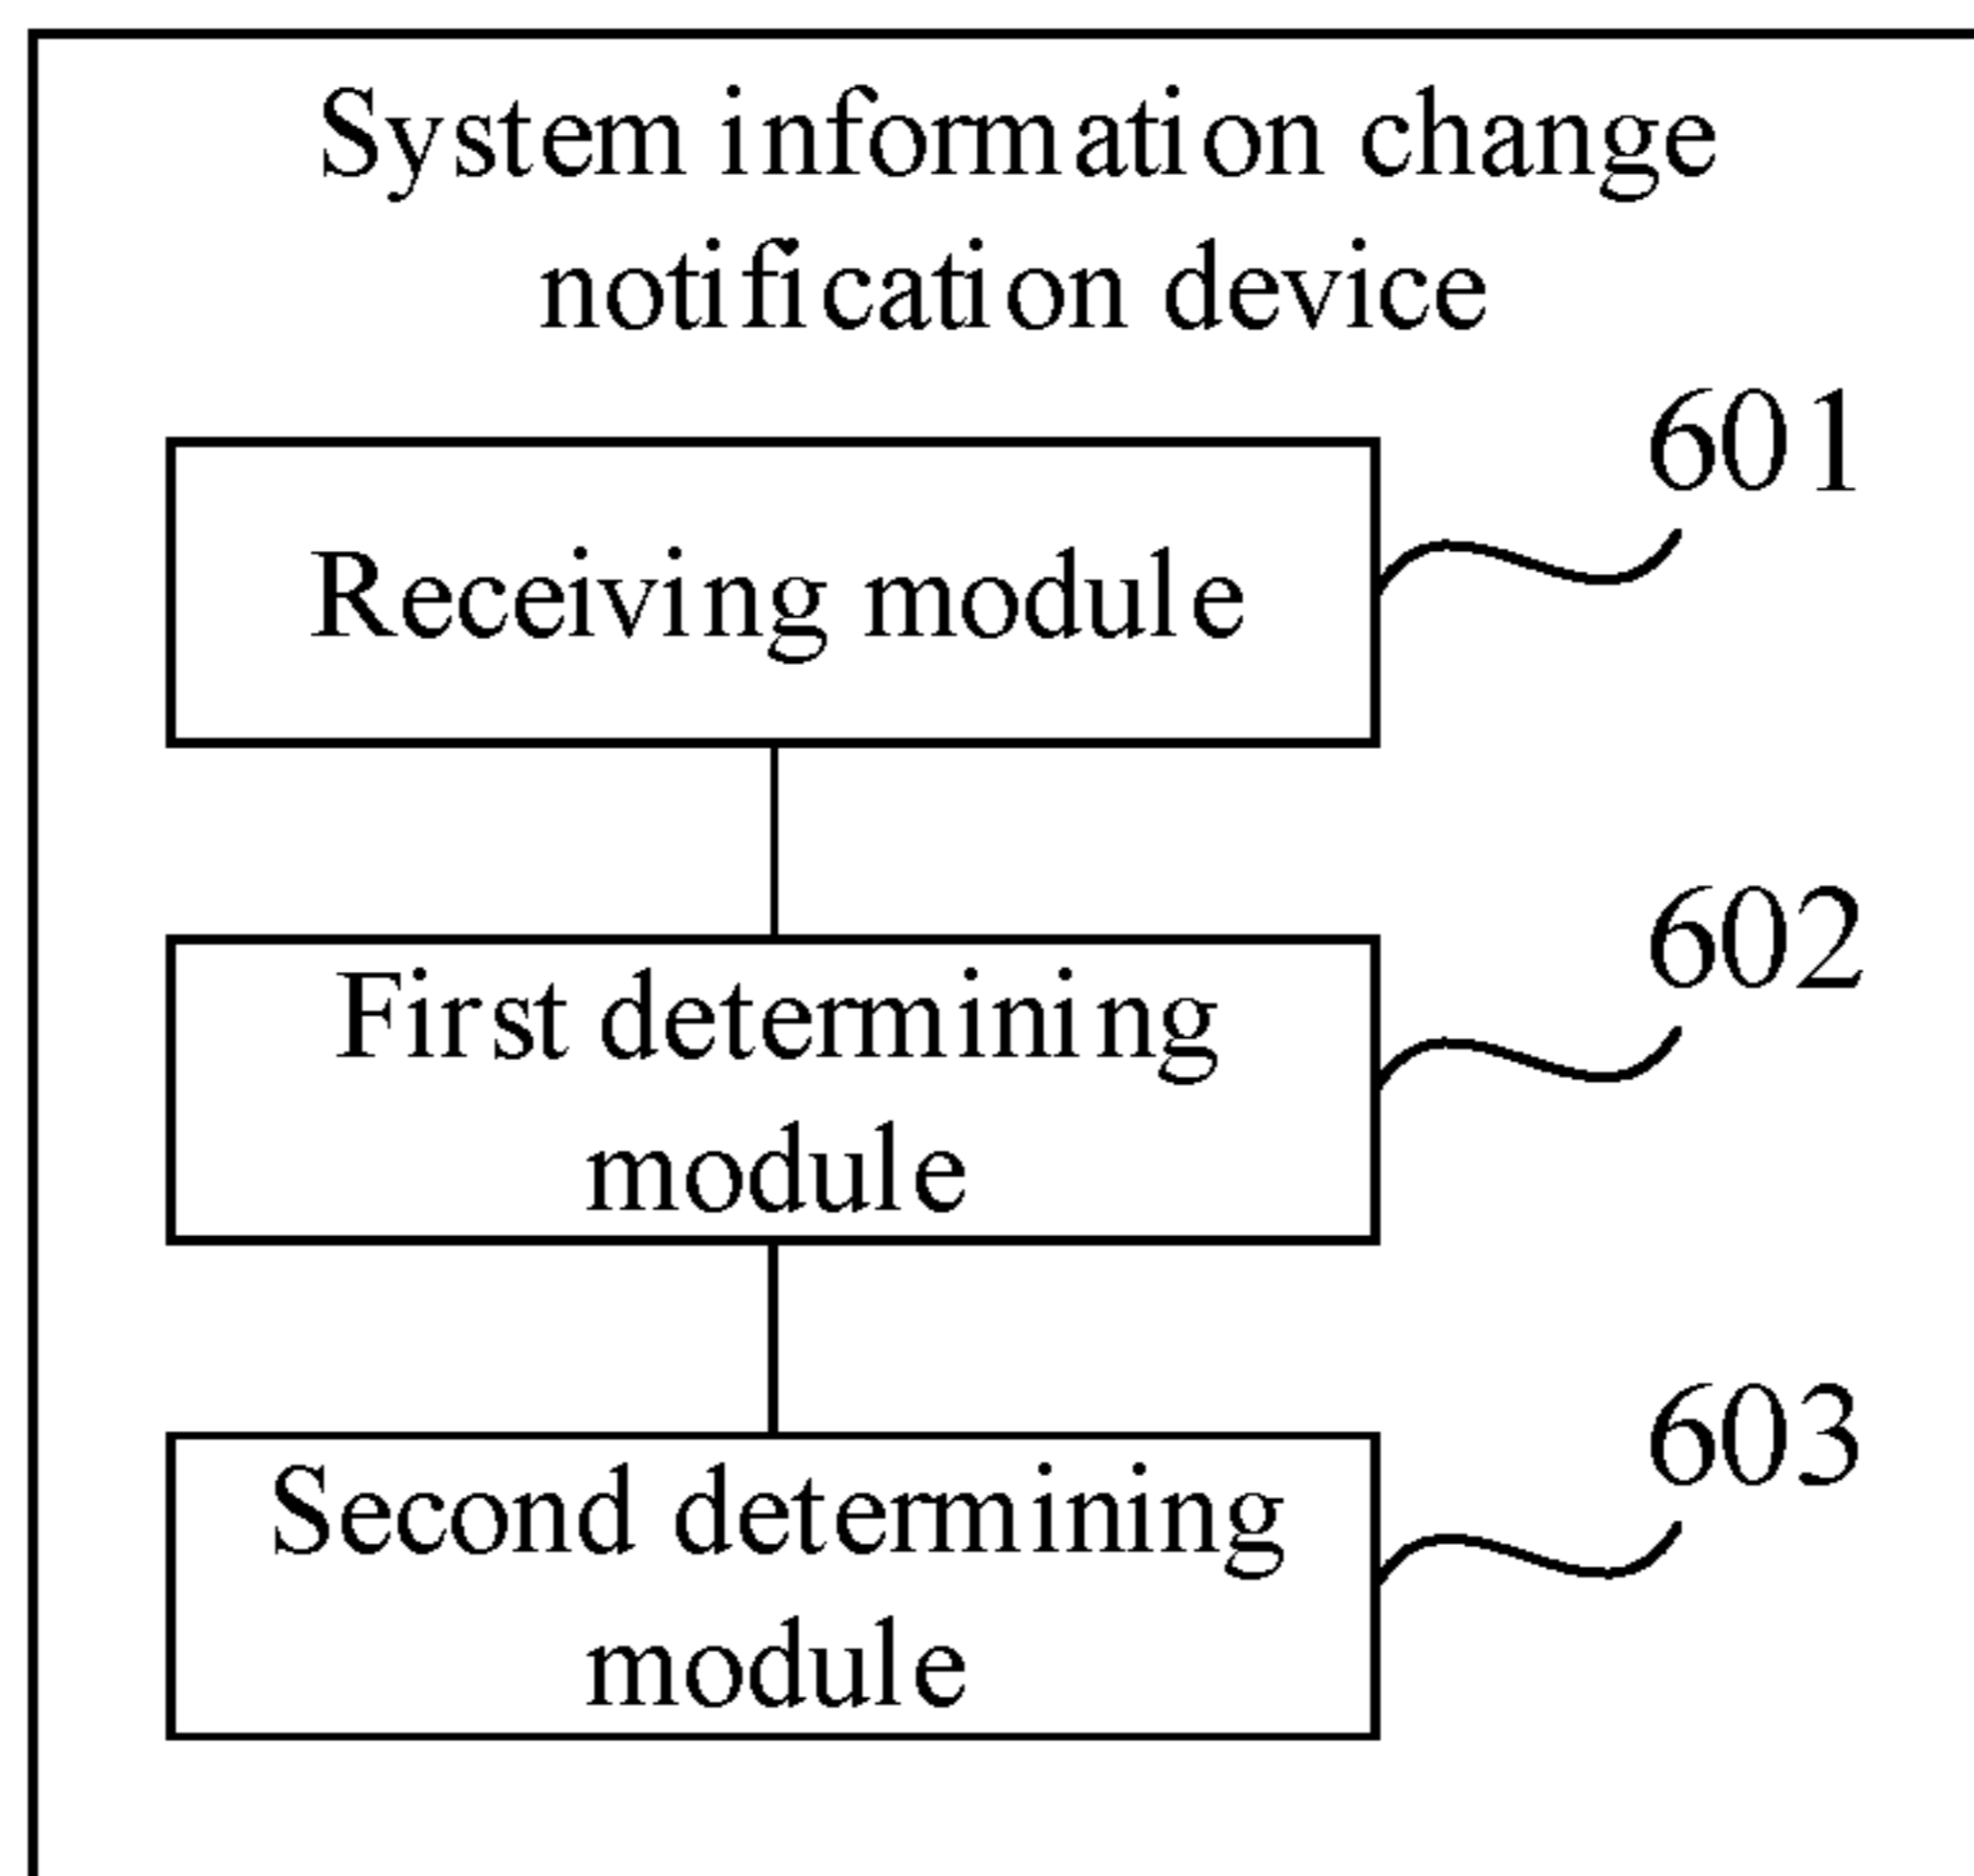 System information change
notification device
601
Receiving module
602
First determining
module
603
Second determining
module